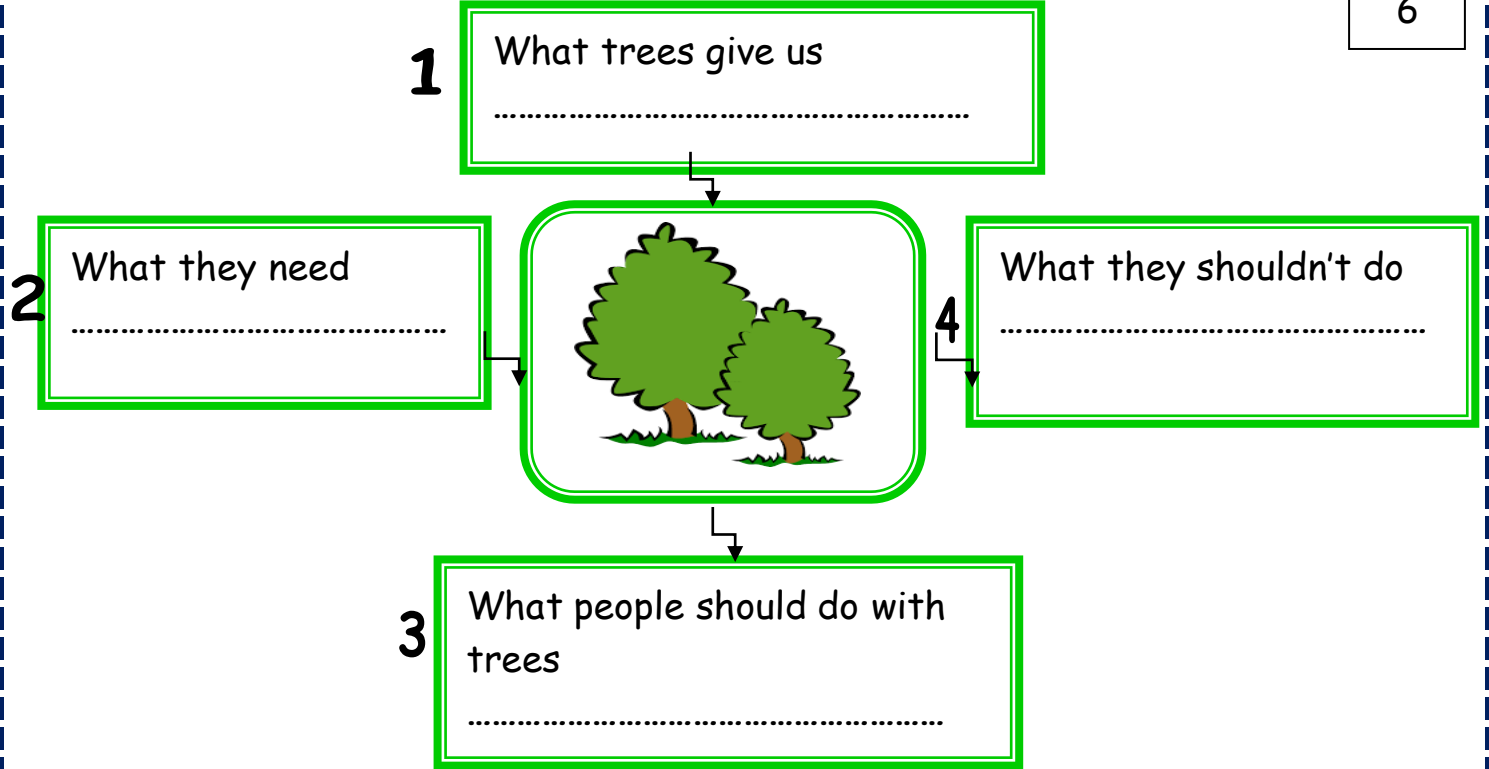 6
1
What trees give us
……………………………………………………
2
What they need
………………………………………
4
What they shouldn't do
……………………………………………
3
What people should do with
trees
…………………………………………………